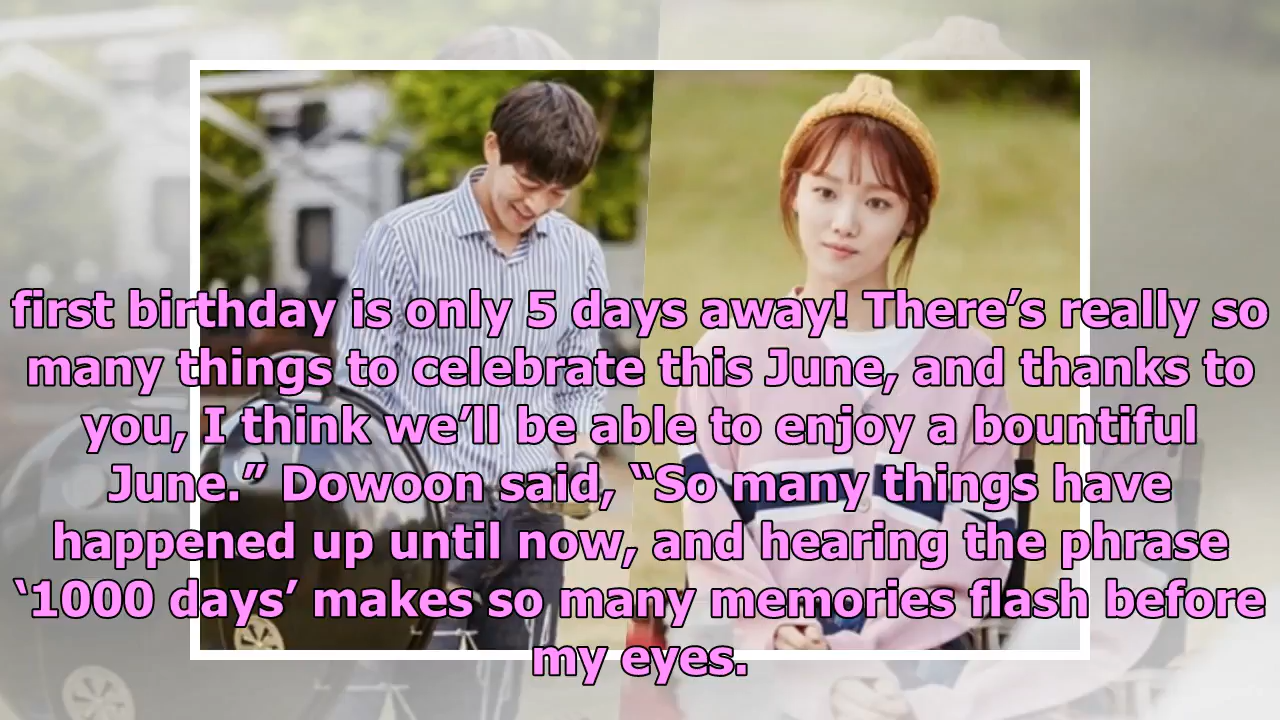 first birthday is only 5 days away! There’s really so
many things to celebrate this June, and thanks to
you, I think we’ll be able to enjoy a bountiful
June.” Dowoon said, “So many things have
happened up until now, and hearing the phrase
‘1000 days’ makes so many memories flash before
my eyes.